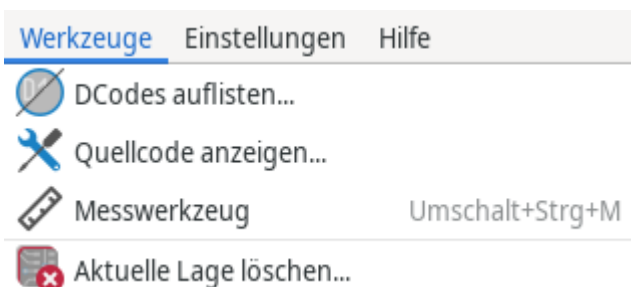 Werkzeuge Einstellungen Hilfe
DCodes auflisten...
Quellcode anzeigen...
Messwerkzeug Umschalt+Strg+M
Aktuelle Lage löschen...